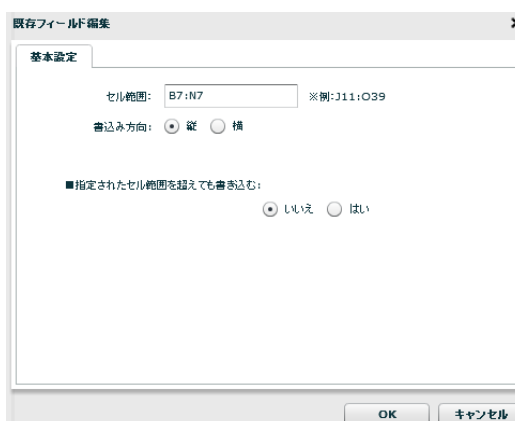 既存フィールド編集
基本設定
セル範囲: B7:N7 ※例:J11:O39
書込み方向: 縦 横
■指定されたセル範囲を超えても書き込む:
いいえ はい
OK キャンセル